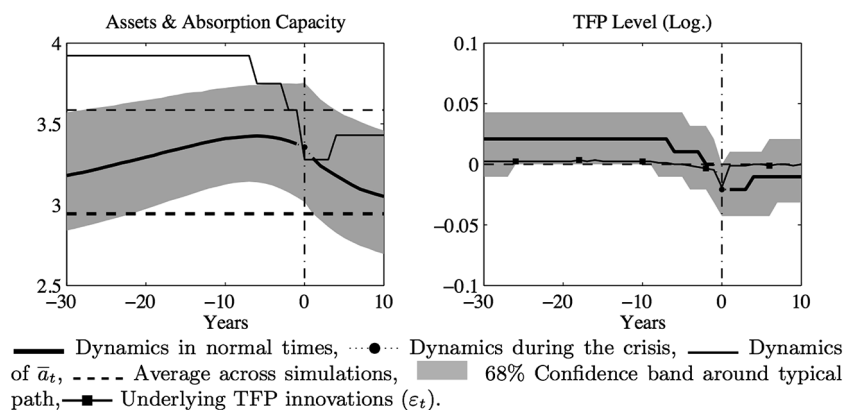 Assets & Absorption Capacity
TFP Level (Log.)
4
3.5
3
2.5
−30 −20 −10 0 10
Years
0.1
0.05
0
−0.05
−0.1
−30 −20 −10 0 10
Years
Dynamics in normal times, Dynamics during the crisis, Dynamics
of a̅ₜ, Average across simulations, 68% Confidence band around typical
path, Underlying TFP innovations (εₜ).